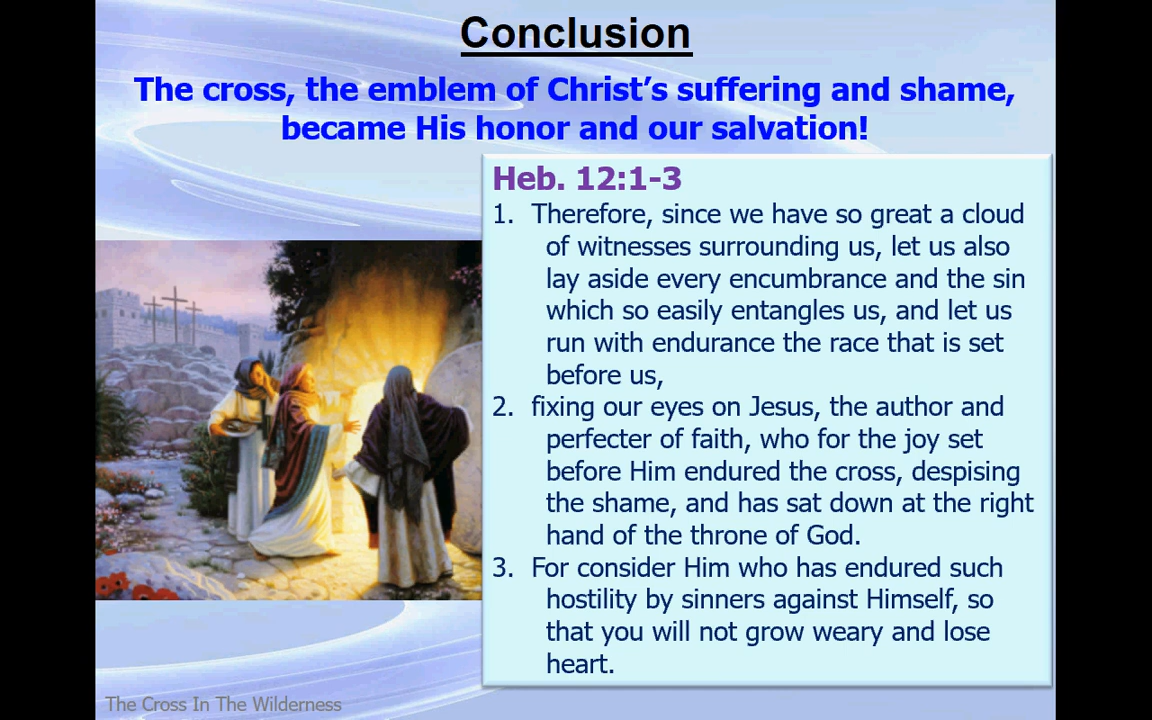 Conclusion
The cross, the emblem of Christ’s suffering and shame,
became His honor and our salvation!
Heb. 12:1-3
1. Therefore, since we have so great a cloud
of witnesses surrounding us, let us also
lay aside every encumbrance and the sin
which so easily entangles us, and let us
run with endurance the race that is set
before us,
2. fixing our eyes on Jesus, the author and
perfecter of faith, who for the joy set
before Him endured the cross, despising
the shame, and has sat down at the right
hand of the throne of God.
3. For consider Him who has endured such
hostility by sinners against Himself, so
that you will not grow weary and lose
heart.
The Cross In The Wilderness